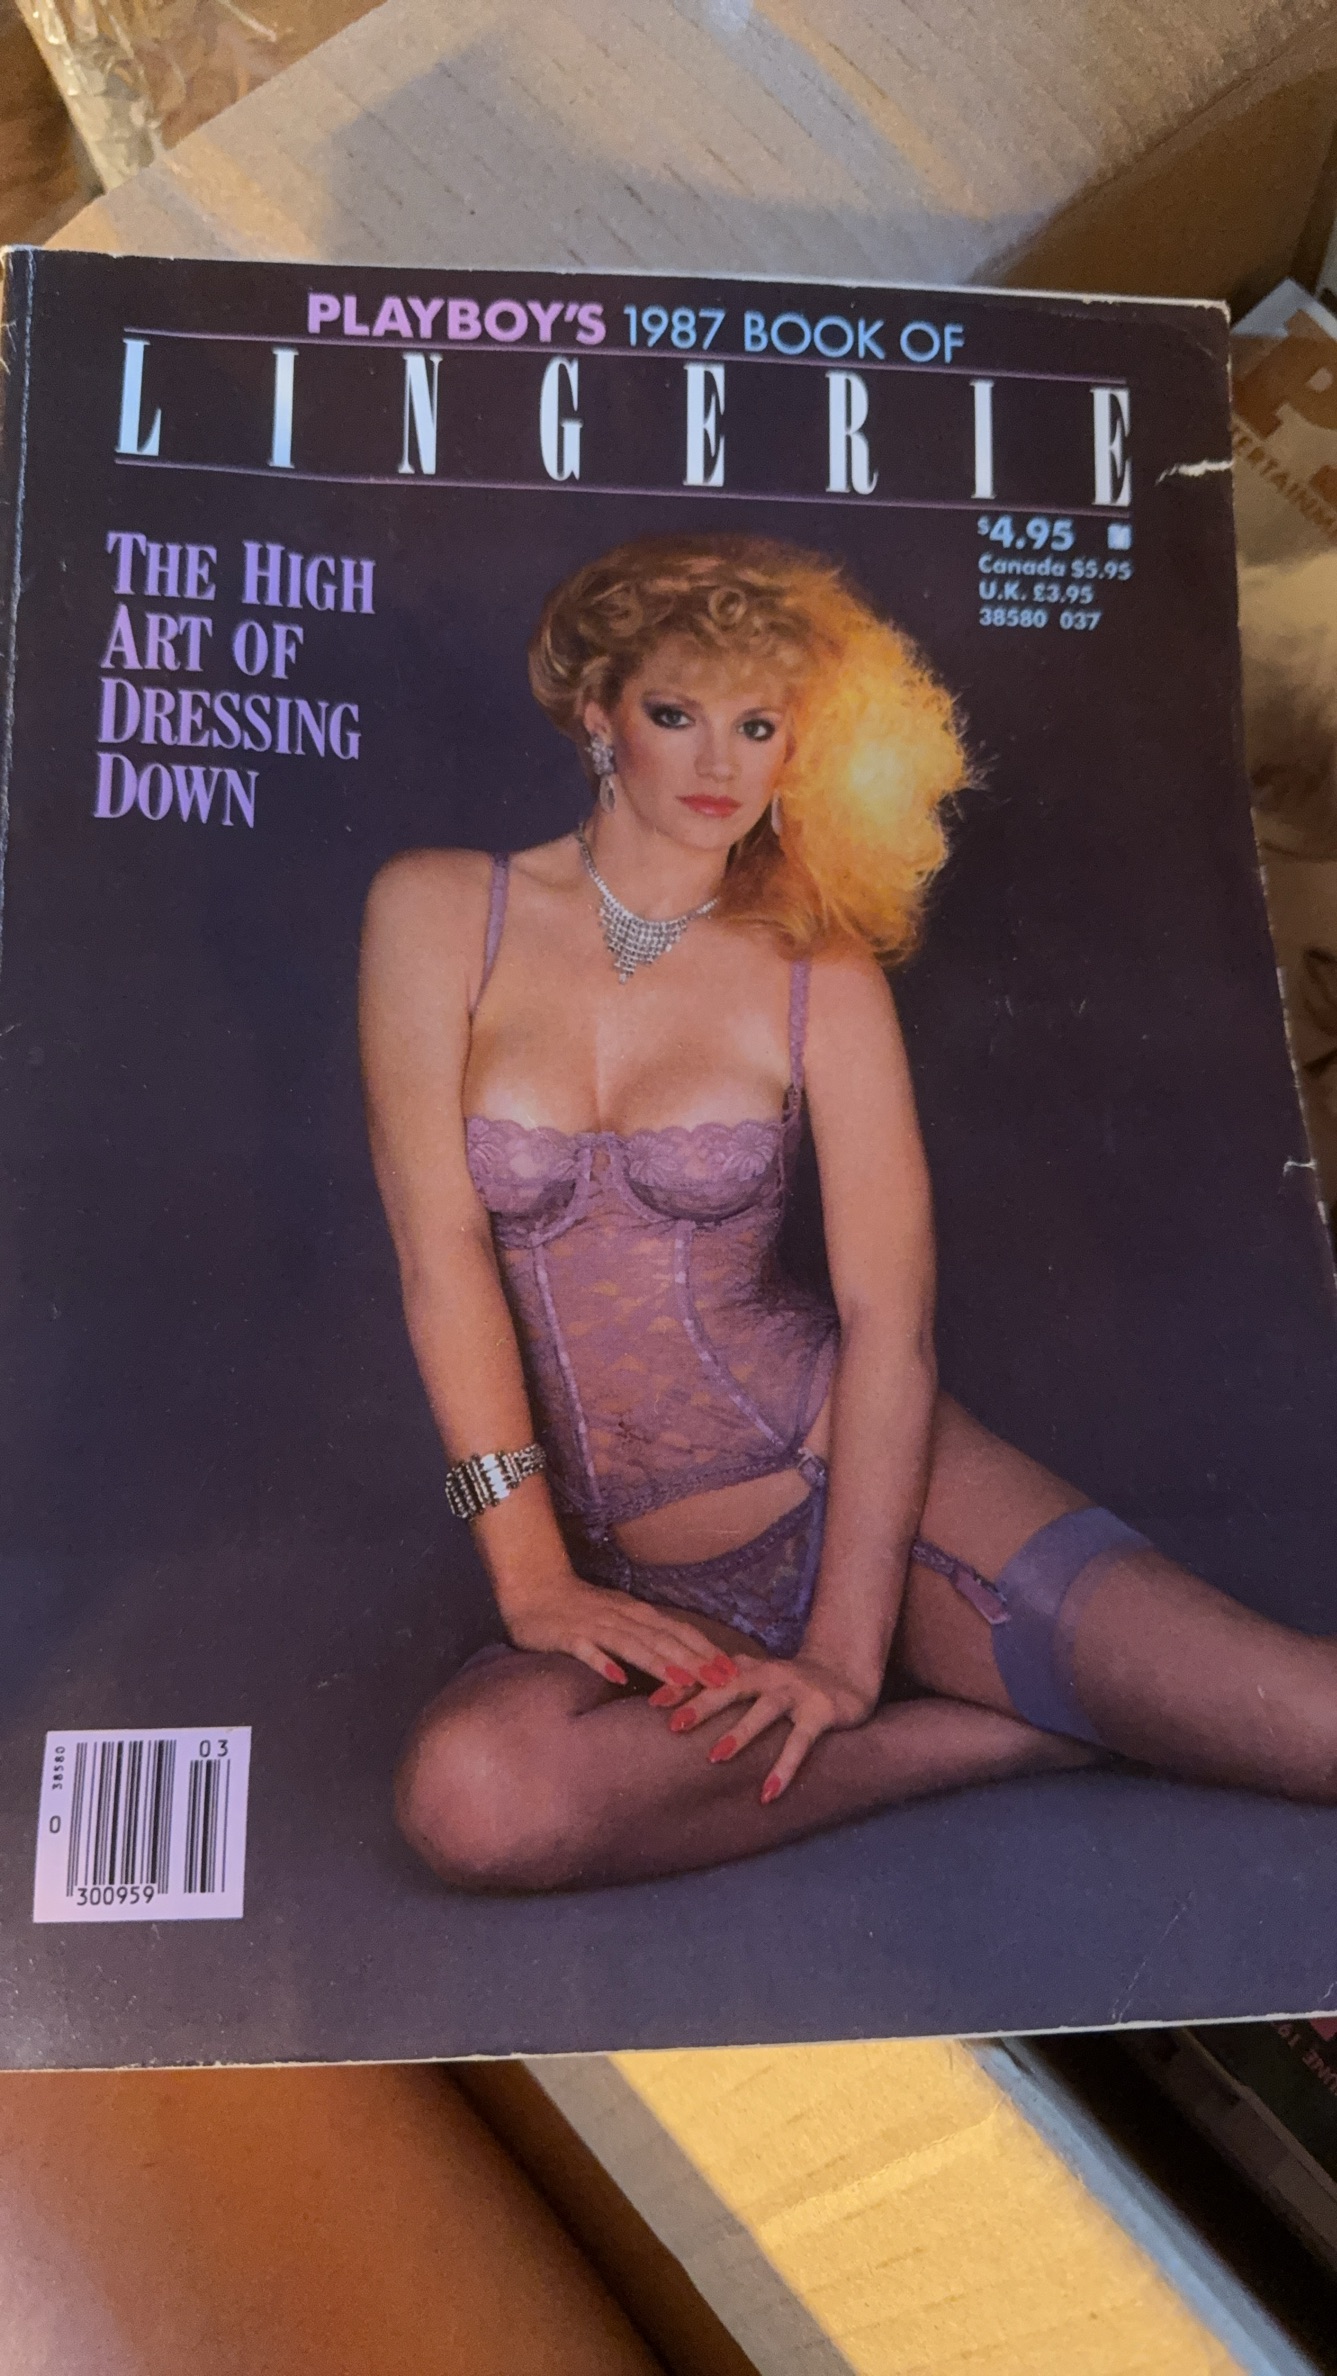 PLAYBOY'S 1987 BOOK OF
LINGERIE
$4.95
Canada $5.95
U.K. £3.95
38580 037
THE HIGH
ART OF
DRESSING
DOWN
03
38580
0
300959